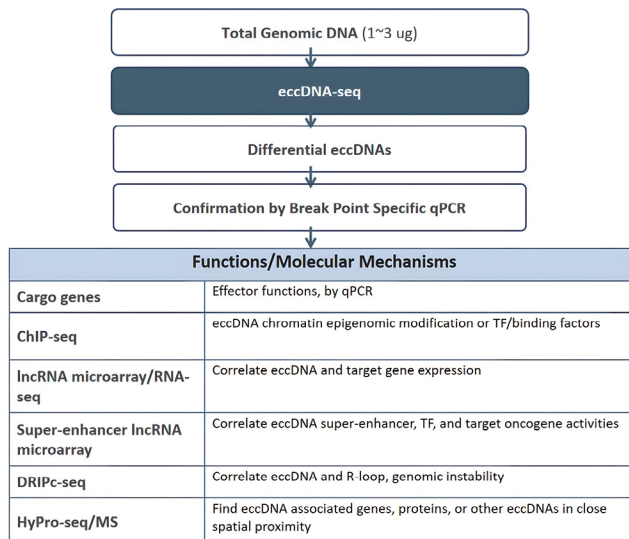 Total Genomic DNA (1~3 ug)
eccDNA-seq
Differential eccDNAs
Confirmation by Break Point Specific qPCR
Functions/Molecular Mechanisms
Cargo genes
Effector functions, by qPCR
ChIP-seq
eccDNA chromatin epigenomic modification or TF/binding factors
lncRNA microarray/RNA-
seq
Correlate eccDNA and target gene expression
Super-enhancer lncRNA
microarray
Correlate eccDNA super-enhancer, TF, and target oncogene activities
DRIPc-seq
Correlate eccDNA and R-loop, genomic instability
HyPro-seq/MS
Find eccDNA associated genes, proteins, or other eccDNAs in close
spatial proximity